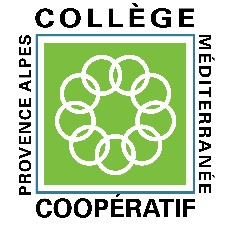 COLLÈGE
PROVENCE ALPES
MÉDITERRANÉE
COOPÉRATIF